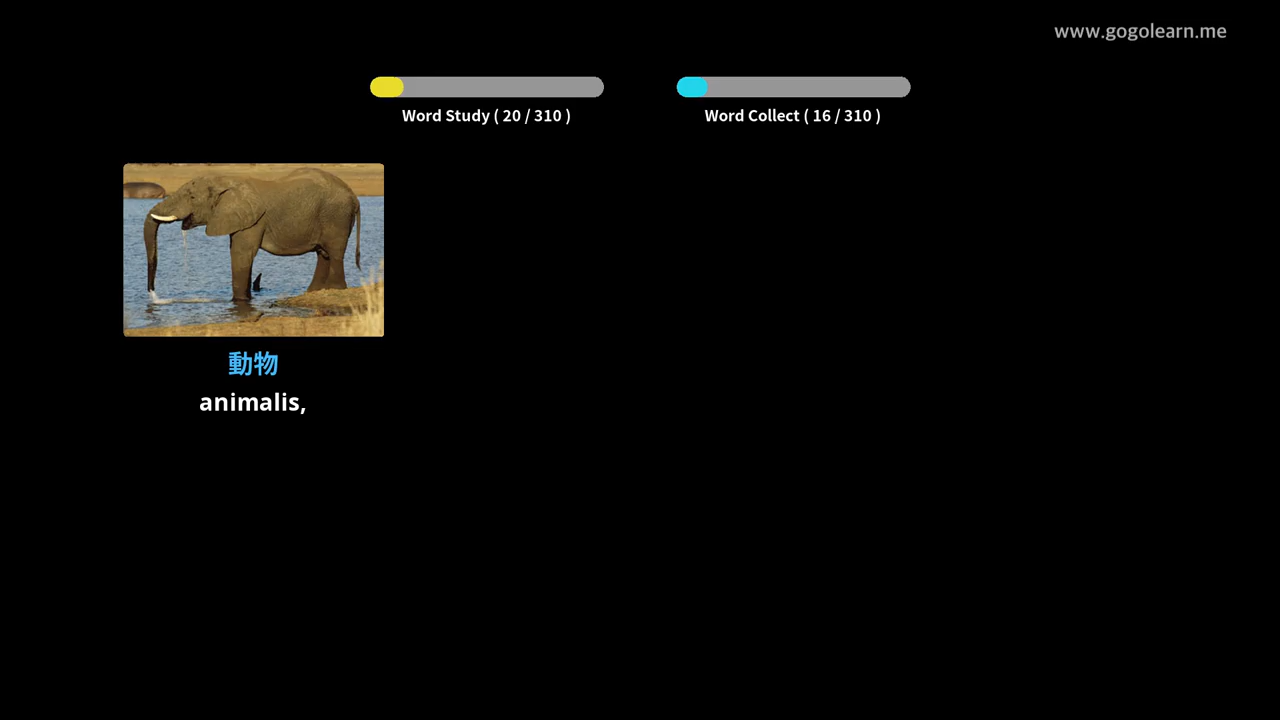 www.gogolearn.me
Word Study ( 20 / 310 )
Word Collect ( 16 / 310 )
動物
animalis,